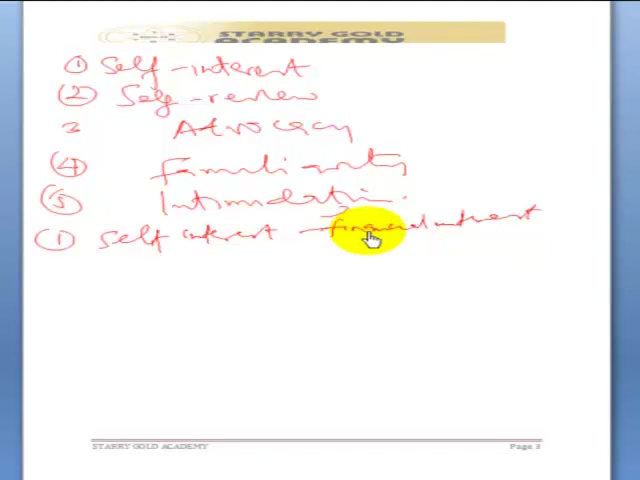 STARRY GOLD
ACADEMY
① Self-interest
② Self-review
3 Advocacy
④ Familiarity
⑤ Intimidation.
① Self interest — financial interest
STARRY GOLD ACADEMY Page 3